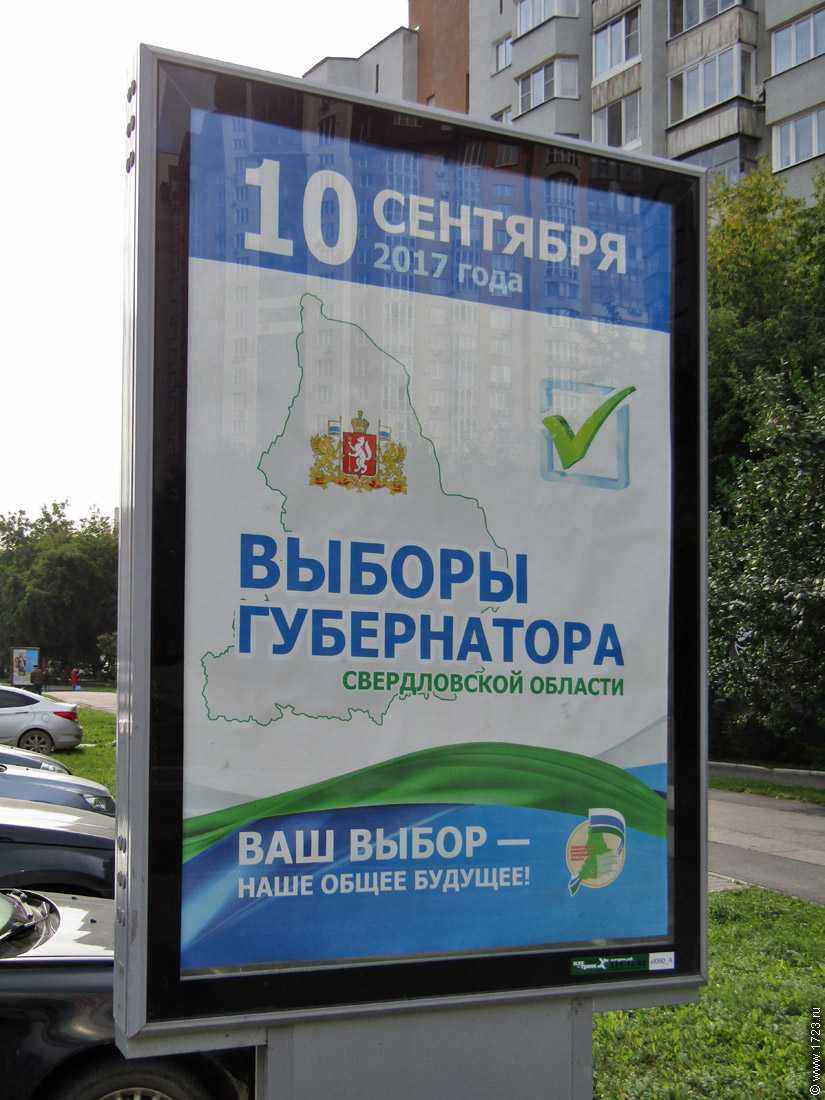 10 СЕНТЯБРЯ
2017 года
ВЫБОРЫ
ГУБЕРНАТОРА
СВЕРДЛОВСКОЙ ОБЛАСТИ
ВАШ ВЫБОР —
НАШЕ ОБЩЕЕ БУДУЩЕЕ!
© www.1723.ru